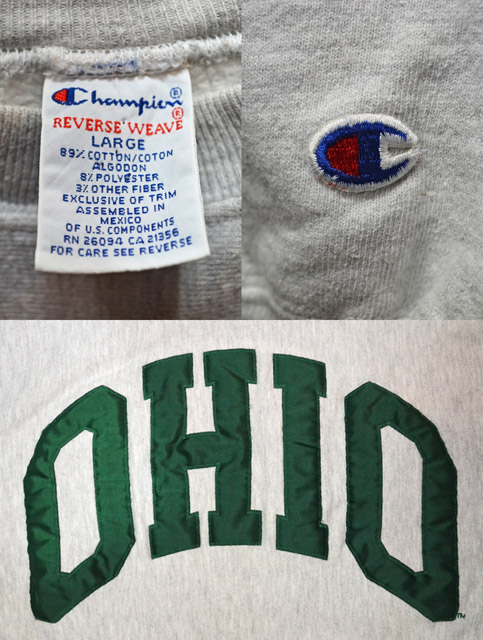 Champion®
REVERSE WEAVE®
LARGE
89% COTTON/COTON
ALGODON
8% POLYESTER
3% OTHER FIBER
EXCLUSIVE OF TRIM
ASSEMBLED IN
MEXICO
OF U.S. COMPONENTS
RN 26094 CA 21356
FOR CARE SEE REVERSE
C
OHIO
TM